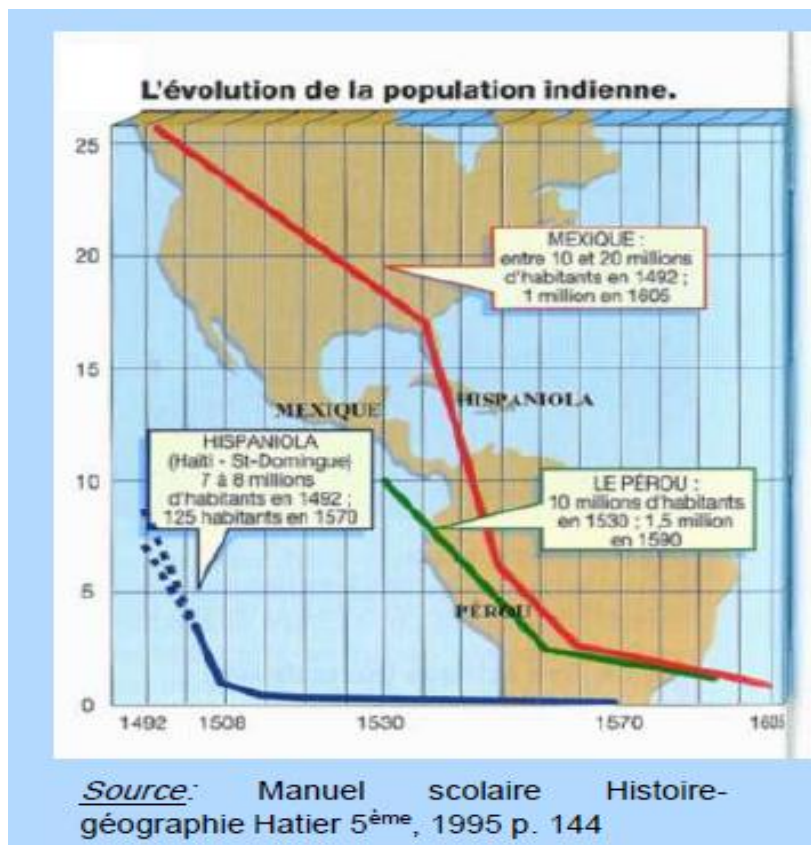 L'évolution de la population indienne.
25
20
15
10
5
0
MEXIQUE :
entre 10 et 20 millions
d'habitants en 1492 ;
1 million en 1605
MEXIQUE
HISPANIOLA
HISPANIOLA
(Haïti - St-Domingue)
7 à 8 millions
d'habitants en 1492 ;
125 habitants en 1570
LE PÉROU :
10 millions d'habitants
en 1530 ; 1,5 million
en 1590
PÉROU
1492 1508 1530 1570 1605
Source: Manuel scolaire Histoire-
géographie Hatier 5ème, 1995 p. 144